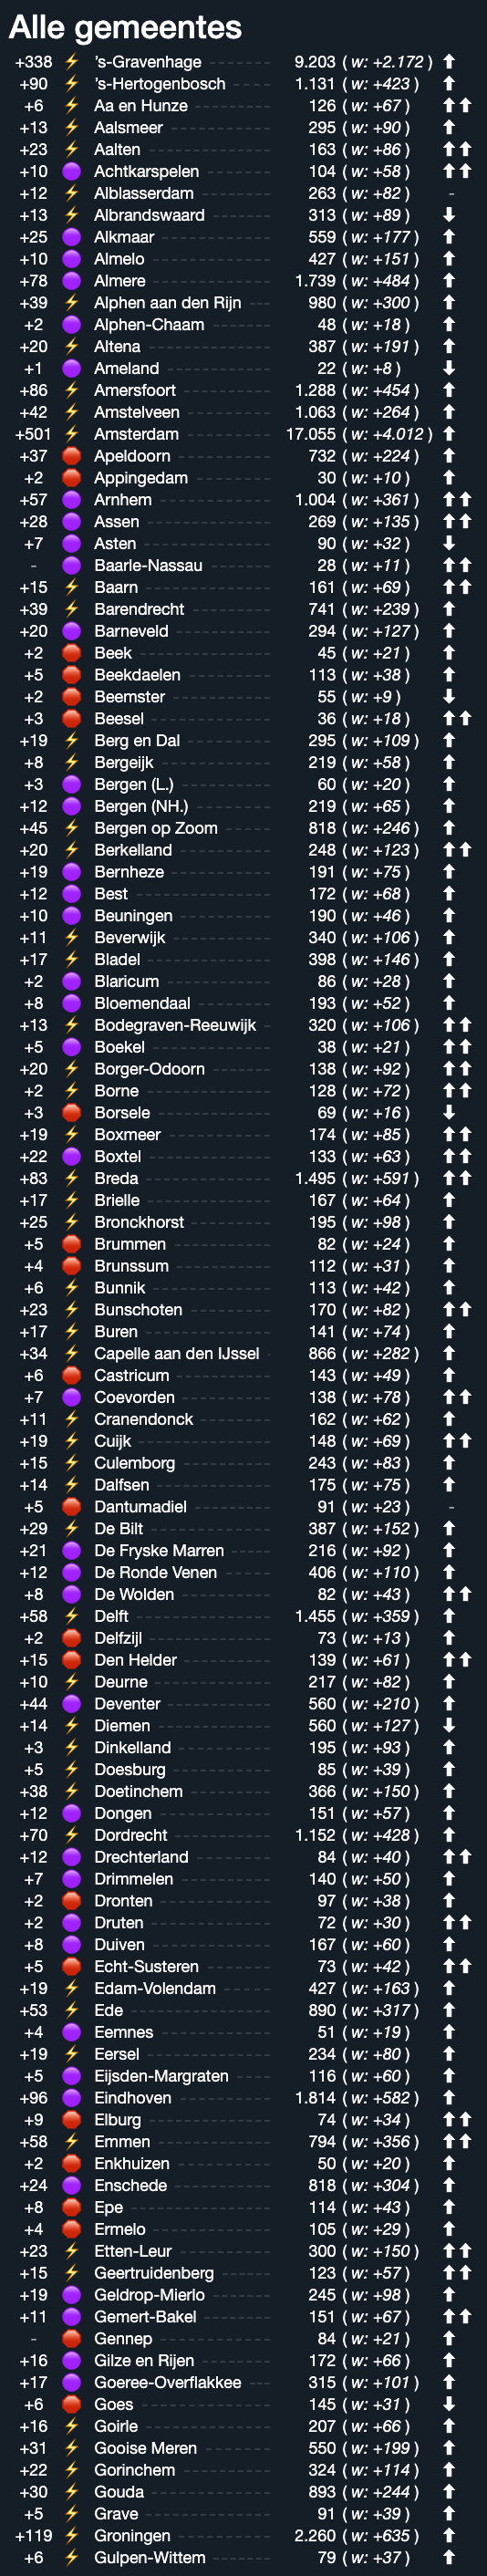 Alle gemeentes
+338 ⚡ 's-Gravenhage 9.203 ( w: +2.172 ) ⬆
+90 ⚡ 's-Hertogenbosch 1.131 ( w: +423 ) ⬆
+6 ⚡ Aa en Hunze 126 ( w: +67 ) ⬆⬆
+13 ⚡ Aalsmeer 295 ( w: +90 ) ⬆
+23 ⚡ Aalten 163 ( w: +86 ) ⬆⬆
+10 🟣 Achtkarspelen 104 ( w: +58 ) ⬆⬆
+12 ⚡ Alblasserdam 263 ( w: +82 ) -
+13 ⚡ Albrandswaard 313 ( w: +89 ) ⬇
+25 🟣 Alkmaar 559 ( w: +177 ) ⬆
+10 🟣 Almelo 427 ( w: +151 ) ⬆
+78 🟣 Almere 1.739 ( w: +484 ) ⬆
+39 ⚡ Alphen aan den Rijn 980 ( w: +300 ) ⬆
+2 🟣 Alphen-Chaam 48 ( w: +18 ) ⬆
+20 ⚡ Altena 387 ( w: +191 ) ⬆
+1 🟣 Ameland 22 ( w: +8 ) ⬇
+86 ⚡ Amersfoort 1.288 ( w: +454 ) ⬆
+42 ⚡ Amstelveen 1.063 ( w: +264 ) ⬆
+501 ⚡ Amsterdam 17.055 ( w: +4.012 ) ⬆
+37 🛑 Apeldoorn 732 ( w: +224 ) ⬆
+2 🛑 Appingedam 30 ( w: +10 ) ⬆
+57 🟣 Arnhem 1.004 ( w: +361 ) ⬆⬆
+28 🟣 Assen 269 ( w: +135 ) ⬆⬆
+7 🟣 Asten 90 ( w: +32 ) ⬇
- 🟣 Baarle-Nassau 28 ( w: +11 ) ⬆⬆
+15 ⚡ Baarn 161 ( w: +69 ) ⬆⬆
+39 ⚡ Barendrecht 741 ( w: +239 ) ⬆
+20 🟣 Barneveld 294 ( w: +127 ) ⬆
+2 🛑 Beek 45 ( w: +21 ) ⬆
+5 🛑 Beekdaelen 113 ( w: +38 ) ⬆
+2 🛑 Beemster 55 ( w: +9 ) ⬇
+3 🛑 Beesel 36 ( w: +18 ) ⬆⬆
+19 ⚡ Berg en Dal 295 ( w: +109 ) ⬆
+8 ⚡ Bergeijk 219 ( w: +58 ) ⬆
+3 🟣 Bergen (L.) 60 ( w: +20 ) ⬆
+12 🟣 Bergen (NH.) 219 ( w: +65 ) ⬆
+45 ⚡ Bergen op Zoom 818 ( w: +246 ) ⬆
+20 ⚡ Berkelland 248 ( w: +123 ) ⬆⬆
+19 🟣 Bernheze 191 ( w: +75 ) ⬆
+12 🟣 Best 172 ( w: +68 ) ⬆
+10 🟣 Beuningen 190 ( w: +46 ) ⬆
+11 ⚡ Beverwijk 340 ( w: +106 ) ⬆
+17 ⚡ Bladel 398 ( w: +146 ) ⬆
+2 🟣 Blaricum 86 ( w: +28 ) ⬆
+8 🟣 Bloemendaal 193 ( w: +52 ) ⬆
+13 ⚡ Bodegraven-Reeuwijk 320 ( w: +106 ) ⬆⬆
+5 🟣 Boekel 38 ( w: +21 ) ⬆⬆
+20 ⚡ Borger-Odoorn 138 ( w: +92 ) ⬆⬆
+2 ⚡ Borne 128 ( w: +72 ) ⬆⬆
+3 🛑 Borsele 69 ( w: +16 ) ⬇
+19 ⚡ Boxmeer 174 ( w: +85 ) ⬆⬆
+22 🟣 Boxtel 133 ( w: +63 ) ⬆⬆
+83 ⚡ Breda 1.495 ( w: +591 ) ⬆⬆
+17 ⚡ Brielle 167 ( w: +64 ) ⬆
+25 ⚡ Bronckhorst 195 ( w: +98 ) ⬆
+5 🛑 Brummen 82 ( w: +24 ) ⬆
+4 🛑 Brunssum 112 ( w: +31 ) ⬆
+6 ⚡ Bunnik 113 ( w: +42 ) ⬆
+23 ⚡ Bunschoten 170 ( w: +82 ) ⬆⬆
+17 ⚡ Buren 141 ( w: +74 ) ⬆
+34 ⚡ Capelle aan den IJssel 866 ( w: +282 ) ⬆
+6 🛑 Castricum 143 ( w: +49 ) ⬆
+7 🟣 Coevorden 138 ( w: +78 ) ⬆⬆
+11 ⚡ Cranendonck 162 ( w: +62 ) ⬆
+19 ⚡ Cuijk 148 ( w: +69 ) ⬆⬆
+15 ⚡ Culemborg 243 ( w: +83 ) ⬆
+14 ⚡ Dalfsen 175 ( w: +75 ) ⬆
+5 🛑 Dantumadiel 91 ( w: +23 ) -
+29 ⚡ De Bilt 387 ( w: +152 ) ⬆
+21 🟣 De Fryske Marren 216 ( w: +92 ) ⬆
+12 🟣 De Ronde Venen 406 ( w: +110 ) ⬆
+8 🟣 De Wolden 82 ( w: +43 ) ⬆⬆
+58 ⚡ Delft 1.455 ( w: +359 ) ⬆
+2 🛑 Delfzijl 73 ( w: +13 ) ⬆
+15 🛑 Den Helder 139 ( w: +61 ) ⬆⬆
+10 ⚡ Deurne 217 ( w: +82 ) ⬆
+44 🟣 Deventer 560 ( w: +210 ) ⬆
+14 ⚡ Diemen 560 ( w: +127 ) ⬇
+3 ⚡ Dinkelland 195 ( w: +93 ) ⬆
+5 ⚡ Doesburg 85 ( w: +39 ) ⬆
+38 ⚡ Doetinchem 366 ( w: +150 ) ⬆
+12 🟣 Dongen 151 ( w: +57 ) ⬆
+70 ⚡ Dordrecht 1.152 ( w: +428 ) ⬆
+12 🟣 Drechterland 84 ( w: +40 ) ⬆⬆
+7 🟣 Drimmelen 140 ( w: +50 ) ⬆
+2 🛑 Dronten 97 ( w: +38 ) ⬆
+2 🟣 Druten 72 ( w: +30 ) ⬆⬆
+8 🟣 Duiven 167 ( w: +60 ) ⬆
+5 🛑 Echt-Susteren 73 ( w: +42 ) ⬆⬆
+19 ⚡ Edam-Volendam 427 ( w: +163 ) ⬆
+53 ⚡ Ede 890 ( w: +317 ) ⬆
+4 🟣 Eemnes 51 ( w: +19 ) ⬆
+19 ⚡ Eersel 234 ( w: +80 ) ⬆
+5 🟣 Eijsden-Margraten 116 ( w: +60 ) ⬆
+96 🟣 Eindhoven 1.814 ( w: +582 ) ⬆
+9 🛑 Elburg 74 ( w: +34 ) ⬆⬆
+58 ⚡ Emmen 794 ( w: +356 ) ⬆⬆
+2 🛑 Enkhuizen 50 ( w: +20 ) ⬆
+24 🟣 Enschede 818 ( w: +304 ) ⬆
+8 🛑 Epe 114 ( w: +43 ) ⬆
+4 🛑 Ermelo 105 ( w: +29 ) ⬆
+23 ⚡ Etten-Leur 300 ( w: +150 ) ⬆⬆
+15 ⚡ Geertruidenberg 123 ( w: +57 ) ⬆⬆
+19 🟣 Geldrop-Mierlo 245 ( w: +98 ) ⬆
+11 🟣 Gemert-Bakel 151 ( w: +67 ) ⬆⬆
- 🛑 Gennep 84 ( w: +21 ) ⬆
+16 🟣 Gilze en Rijen 172 ( w: +66 ) ⬆
+17 🟣 Goeree-Overflakkee 315 ( w: +101 ) ⬆
+6 🛑 Goes 145 ( w: +31 ) ⬇
+16 ⚡ Goirle 207 ( w: +66 ) ⬆
+31 ⚡ Gooise Meren 550 ( w: +199 ) ⬆
+22 ⚡ Gorinchem 324 ( w: +114 ) ⬆
+30 ⚡ Gouda 893 ( w: +244 ) ⬆
+5 ⚡ Grave 91 ( w: +39 ) ⬆
+119 ⚡ Groningen 2.260 ( w: +635 ) ⬆
+6 ⚡ Gulpen-Wittem 79 ( w: +37 ) ⬆